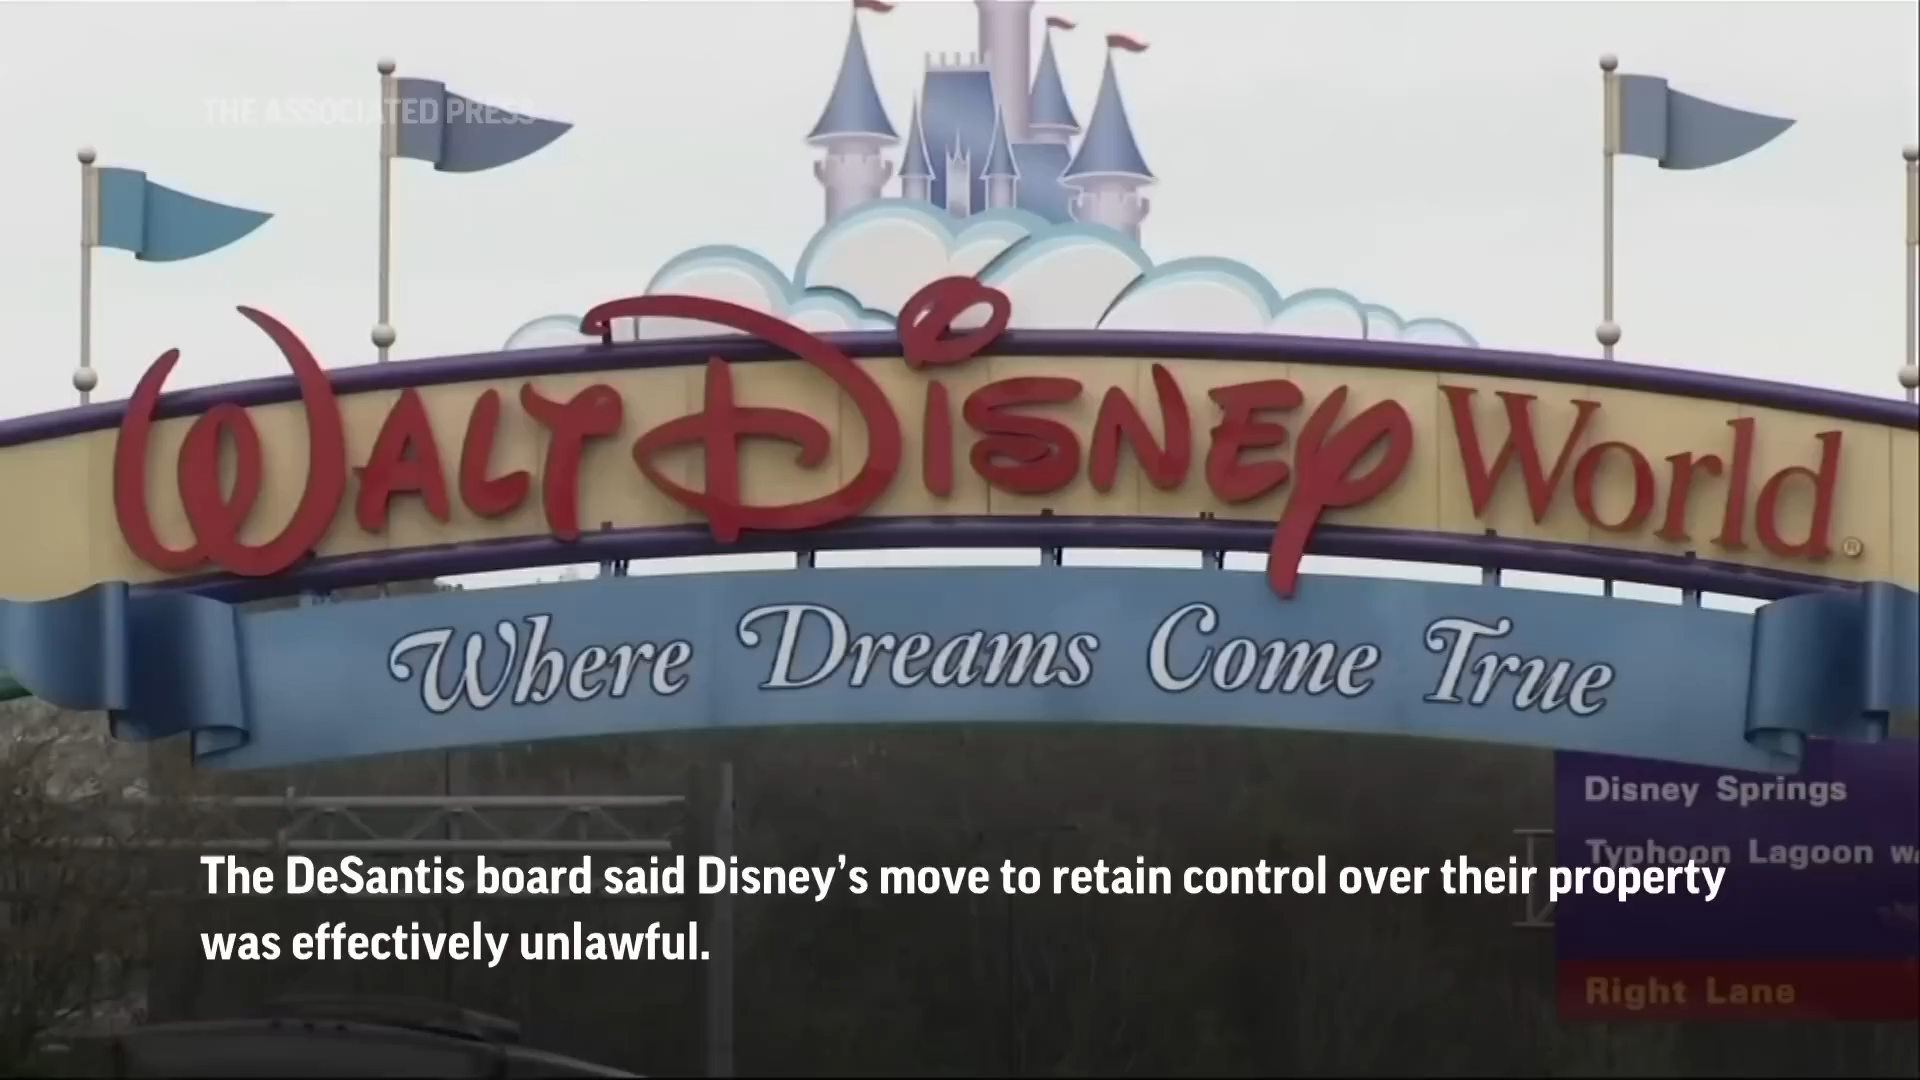 THE ASSOCIATED PRESS
WALT DISNEY World®
Where Dreams Come True
Disney Springs
Typhoon Lagoon
Right Lane
The DeSantis board said Disney’s move to retain control over their property
was effectively unlawful.